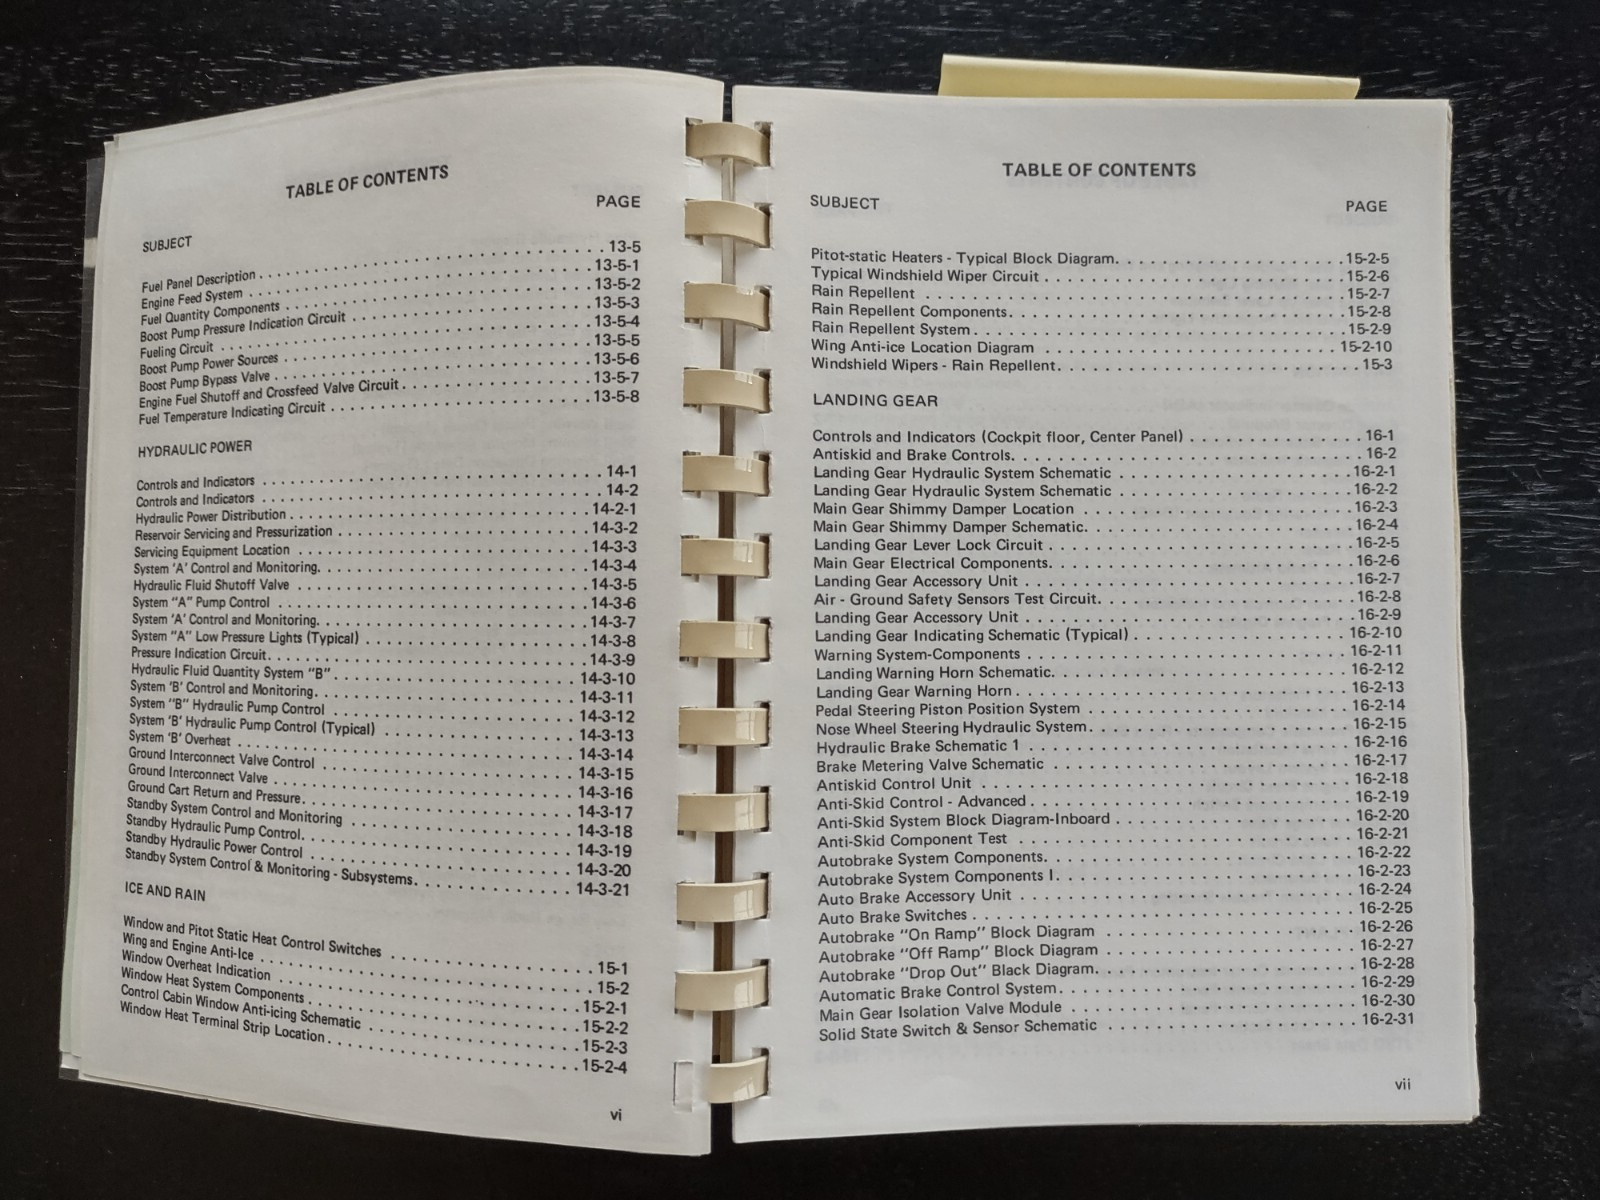 TABLE OF CONTENTS
SUBJECT PAGE
Fuel Panel Description . . . . . 13-5
Engine Feed System . . . . . 13-5-1
Fuel Quantity Components . . . . . 13-5-2
Boost Pump Pressure Indication Circuit . . . . . 13-5-3
Fueling Circuit . . . . . 13-5-4
Boost Pump Power Sources . . . . . 13-5-5
Boost Pump Bypass Valve . . . . . 13-5-6
Engine Fuel Shutoff and Crossfeed Valve Circuit . . . . . 13-5-7
Fuel Temperature Indicating Circuit . . . . . 13-5-8
HYDRAULIC POWER
Controls and Indicators . . . . . 14-1
Controls and Indicators . . . . . 14-2
Hydraulic Power Distribution . . . . . 14-2-1
Reservoir Servicing and Pressurization . . . . . 14-3-2
Servicing Equipment Location . . . . . 14-3-3
System 'A' Control and Monitoring. . . . . 14-3-4
Hydraulic Fluid Shutoff Valve . . . . . 14-3-5
System "A" Pump Control . . . . . 14-3-6
System 'A' Control and Monitoring. . . . . 14-3-7
System "A" Low Pressure Lights (Typical) . . . . . 14-3-8
Pressure Indication Circuit. . . . . 14-3-9
Hydraulic Fluid Quantity System "B" . . . . . 14-3-10
System 'B' Control and Monitoring. . . . . 14-3-11
System "B" Hydraulic Pump Control . . . . . 14-3-12
System 'B' Hydraulic Pump Control (Typical) . . . . . 14-3-13
System 'B' Overheat . . . . . 14-3-14
Ground Interconnect Valve Control . . . . . 14-3-15
Ground Interconnect Valve . . . . . 14-3-16
Ground Cart Return and Pressure. . . . . 14-3-17
Standby System Control and Monitoring . . . . . 14-3-18
Standby Hydraulic Pump Control. . . . . 14-3-19
Standby Hydraulic Power Control . . . . . 14-3-20
Standby System Control & Monitoring - Subsystems. . . . . 14-3-21
ICE AND RAIN
Window and Pitot Static Heat Control Switches . . . . . 15-1
Wing and Engine Anti-Ice . . . . . 15-2
Window Overheat Indication . . . . . 15-2-1
Window Heat System Components . . . . . 15-2-2
Control Cabin Window Anti-icing Schematic . . . . . 15-2-3
Window Heat Terminal Strip Location. . . . . 15-2-4
vi
TABLE OF CONTENTS
SUBJECT PAGE
Pitot-static Heaters - Typical Block Diagram. . . . . 15-2-5
Typical Windshield Wiper Circuit . . . . . 15-2-6
Rain Repellent . . . . . 15-2-7
Rain Repellent Components. . . . . 15-2-8
Rain Repellent System . . . . . 15-2-9
Wing Anti-ice Location Diagram . . . . . 15-2-10
Windshield Wipers - Rain Repellent. . . . . 15-3
LANDING GEAR
Controls and Indicators (Cockpit floor, Center Panel) . . . . . 16-1
Antiskid and Brake Controls. . . . . 16-2
Landing Gear Hydraulic System Schematic . . . . . 16-2-1
Landing Gear Hydraulic System Schematic . . . . . 16-2-2
Main Gear Shimmy Damper Location . . . . . 16-2-3
Main Gear Shimmy Damper Schematic. . . . . 16-2-4
Landing Gear Lever Lock Circuit . . . . . 16-2-5
Main Gear Electrical Components. . . . . 16-2-6
Landing Gear Accessory Unit . . . . . 16-2-7
Air - Ground Safety Sensors Test Circuit. . . . . 16-2-8
Landing Gear Accessory Unit . . . . . 16-2-9
Landing Gear Indicating Schematic (Typical) . . . . . 16-2-10
Warning System-Components . . . . . 16-2-11
Landing Warning Horn Schematic. . . . . 16-2-12
Landing Gear Warning Horn . . . . . 16-2-13
Pedal Steering Piston Position System . . . . . 16-2-14
Nose Wheel Steering Hydraulic System. . . . . 16-2-15
Hydraulic Brake Schematic 1 . . . . . 16-2-16
Brake Metering Valve Schematic . . . . . 16-2-17
Antiskid Control Unit . . . . . 16-2-18
Anti-Skid Control - Advanced . . . . . 16-2-19
Anti-Skid System Block Diagram-Inboard . . . . . 16-2-20
Anti-Skid Component Test . . . . . 16-2-21
Autobrake System Components. . . . . 16-2-22
Autobrake System Components I. . . . . 16-2-23
Auto Brake Accessory Unit . . . . . 16-2-24
Auto Brake Switches . . . . . 16-2-25
Autobrake "On Ramp" Block Diagram . . . . . 16-2-26
Autobrake "Off Ramp" Block Diagram . . . . . 16-2-27
Autobrake "Drop Out" Black Diagram. . . . . 16-2-28
Automatic Brake Control System. . . . . 16-2-29
Main Gear Isolation Valve Module . . . . . 16-2-30
Solid State Switch & Sensor Schematic . . . . . 16-2-31
vii